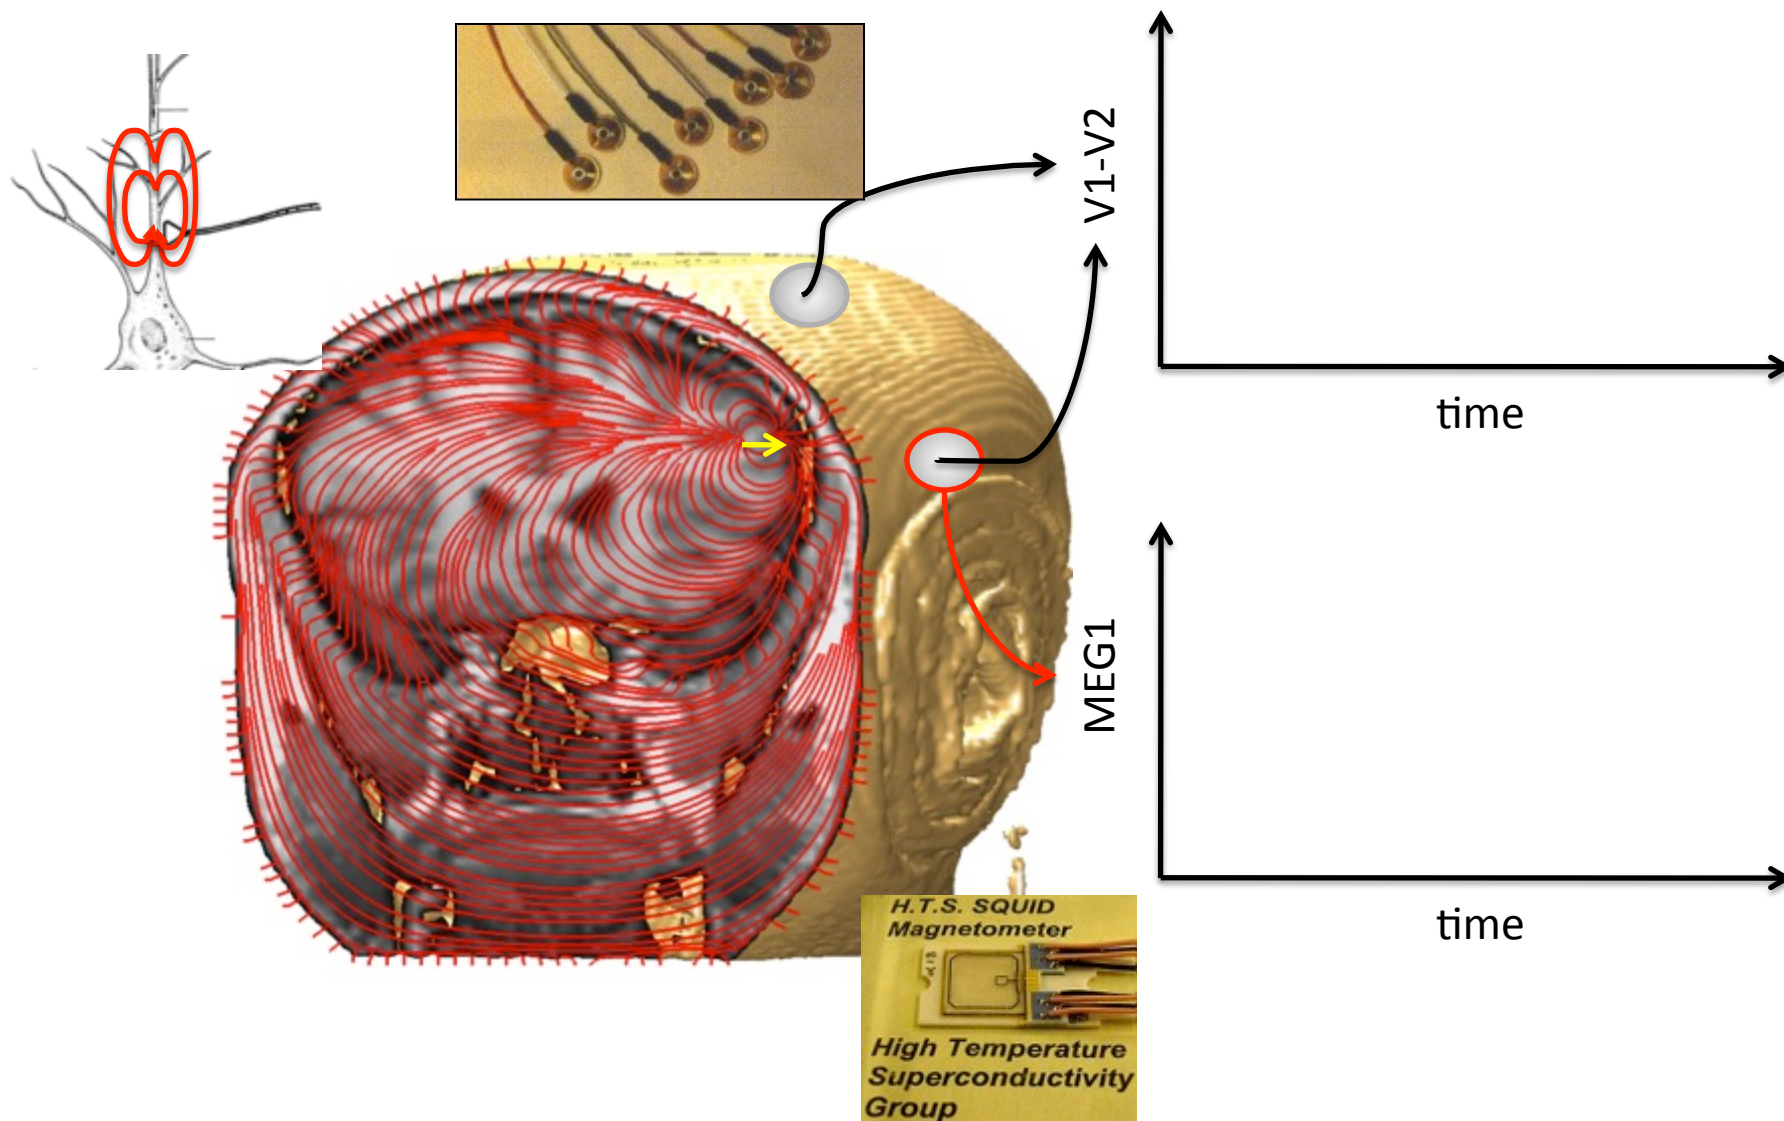 V1-V2
time
MEG1
time
H.T.S. SQUID
Magnetometer
High Temperature
Superconductivity
Group